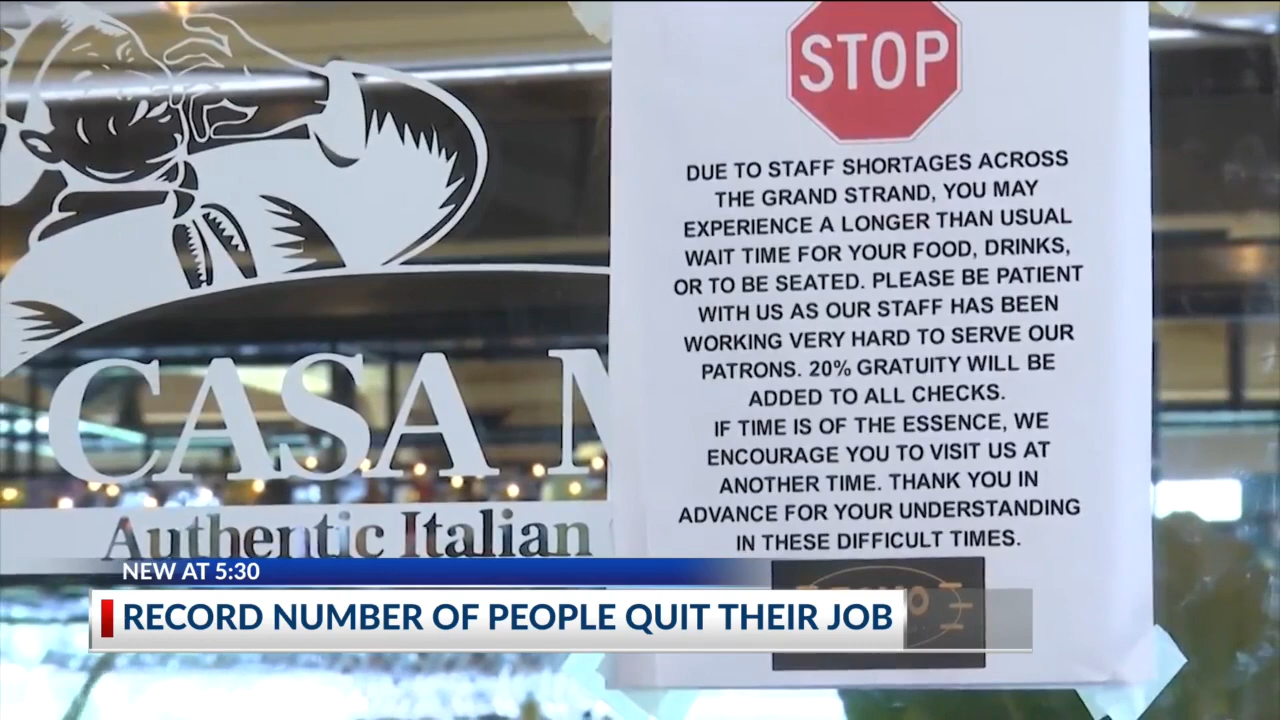 STOP
DUE TO STAFF SHORTAGES ACROSS
THE GRAND STRAND, YOU MAY
EXPERIENCE A LONGER THAN USUAL
WAIT TIME FOR YOUR FOOD, DRINKS,
OR TO BE SEATED. PLEASE BE PATIENT
WITH US AS OUR STAFF HAS BEEN
WORKING VERY HARD TO SERVE OUR
PATRONS. 20% GRATUITY WILL BE
ADDED TO ALL CHECKS.
IF TIME IS OF THE ESSENCE, WE
ENCOURAGE YOU TO VISIT US AT
ANOTHER TIME. THANK YOU IN
ADVANCE FOR YOUR UNDERSTANDING
IN THESE DIFFICULT TIMES.
CASA
Authentic Italian
NEW AT 5:30
RECORD NUMBER OF PEOPLE QUIT THEIR JOB